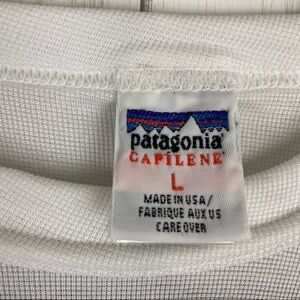 patagonia®
CAPILENE®
L
MADE IN USA/
FABRIQUE AUX US
CARE OVER